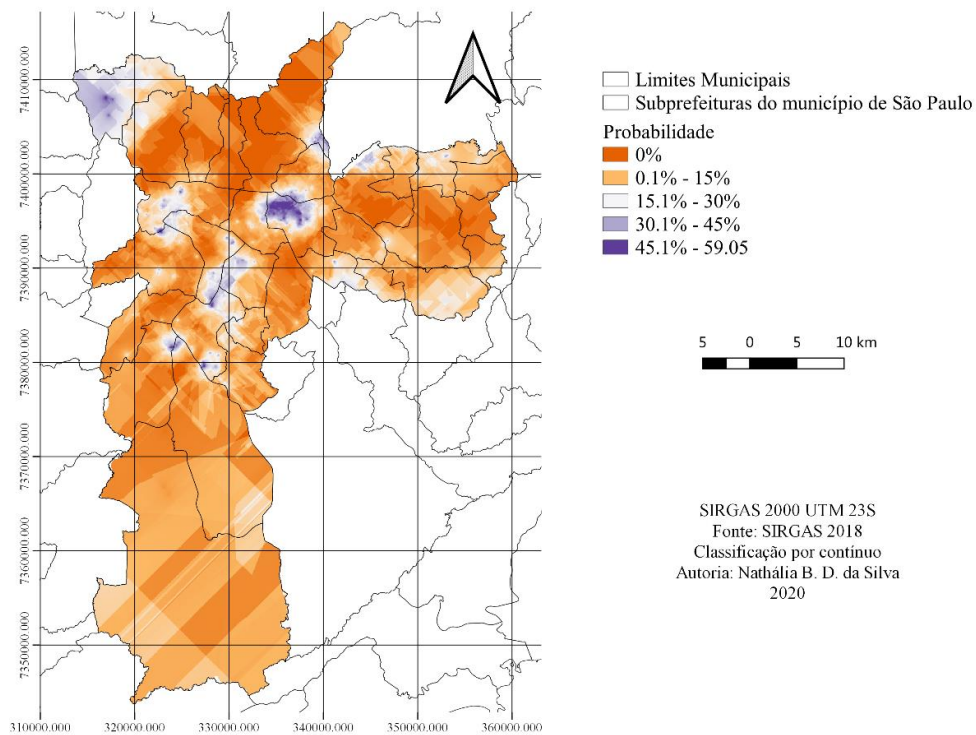 Limites Municipais
Subprefeituras do município de São Paulo
Probabilidade
0%
0.1% - 15%
15.1% - 30%
30.1% - 45%
45.1% - 59.05
5 0 5 10 km
SIRGAS 2000 UTM 23S
Fonte: SIRGAS 2018
Classificação por contínuo
Autoria: Nathália B. D. da Silva
2020
7410000.000
7400000.000
7390000.000
7380000.000
7370000.000
7360000.000
7350000.000
310000.000 320000.000 330000.000 340000.000 350000.000 360000.000